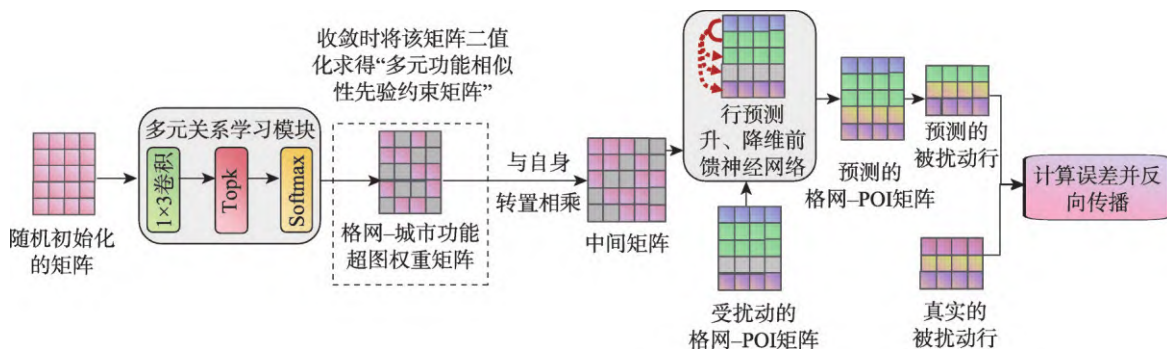 收敛时将该矩阵二值
化求得“多元功能相似
性先验约束矩阵”
随机初始化
的矩阵
多元关系学习模块
1×3卷积
Topk
Softmax
格网–城市功能
超图权重矩阵
与自身
转置相乘
中间矩阵
行预测
升、降维前
馈神经网络
受扰动的
格网–POI矩阵
预测的
格网–POI矩阵
预测的
被扰动行
真实的
被扰动行
计算误差并反
向传播